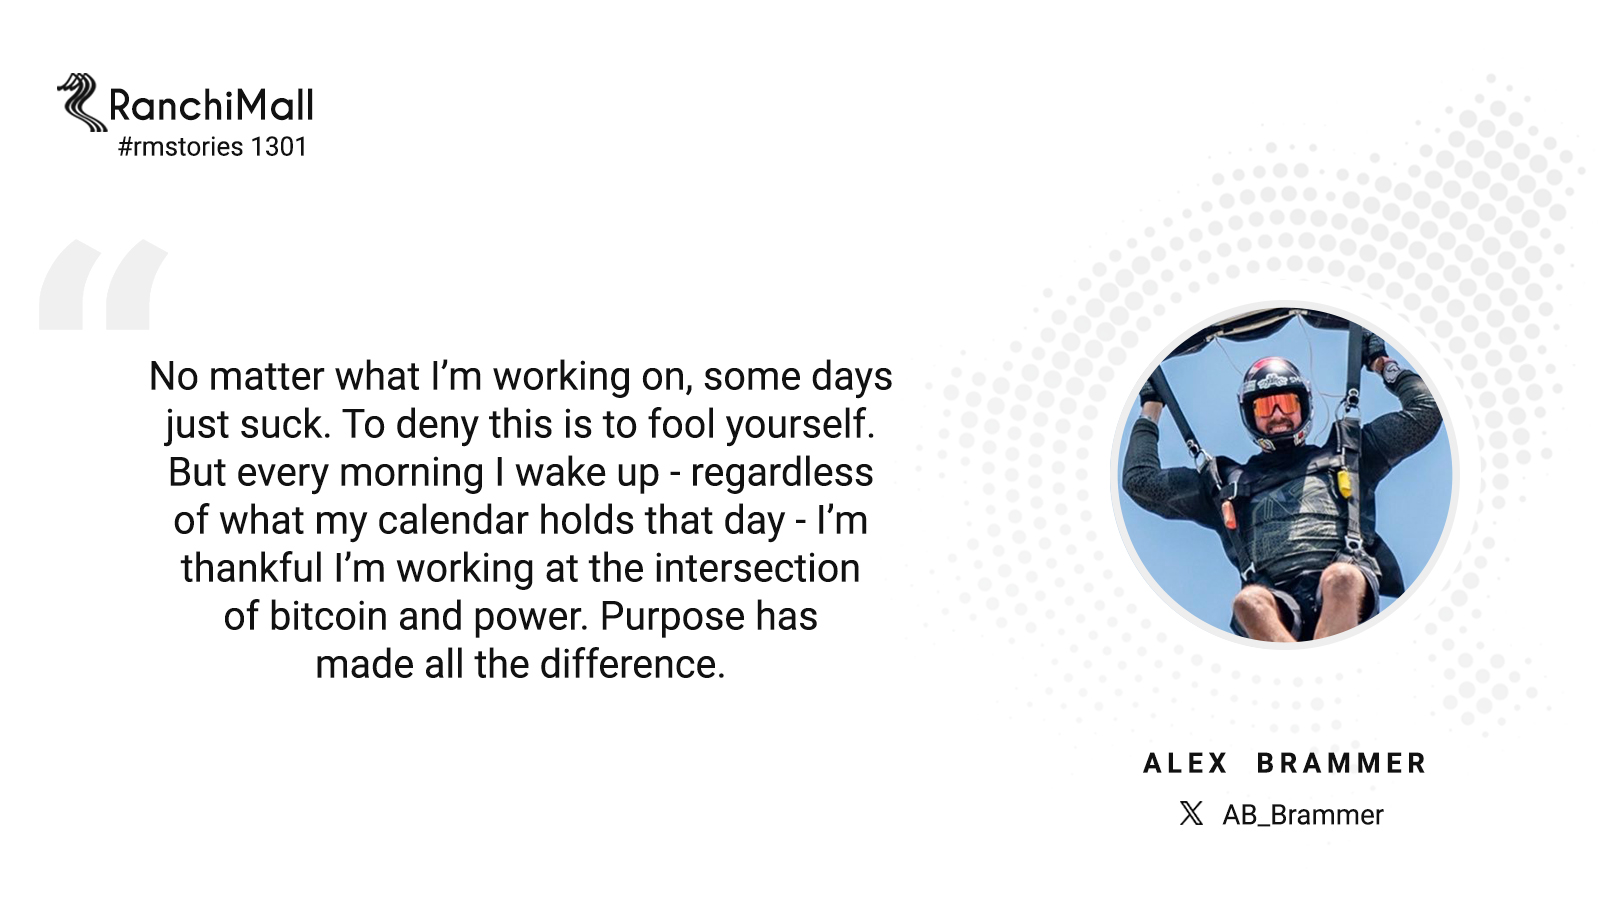 RanchiMall
#rmstories 1301
“
No matter what I’m working on, some days
just suck. To deny this is to fool yourself.
But every morning I wake up - regardless
of what my calendar holds that day - I’m
thankful I’m working at the intersection
of bitcoin and power. Purpose has
made all the difference.
ALEX BRAMMER
𝕏 AB_Brammer